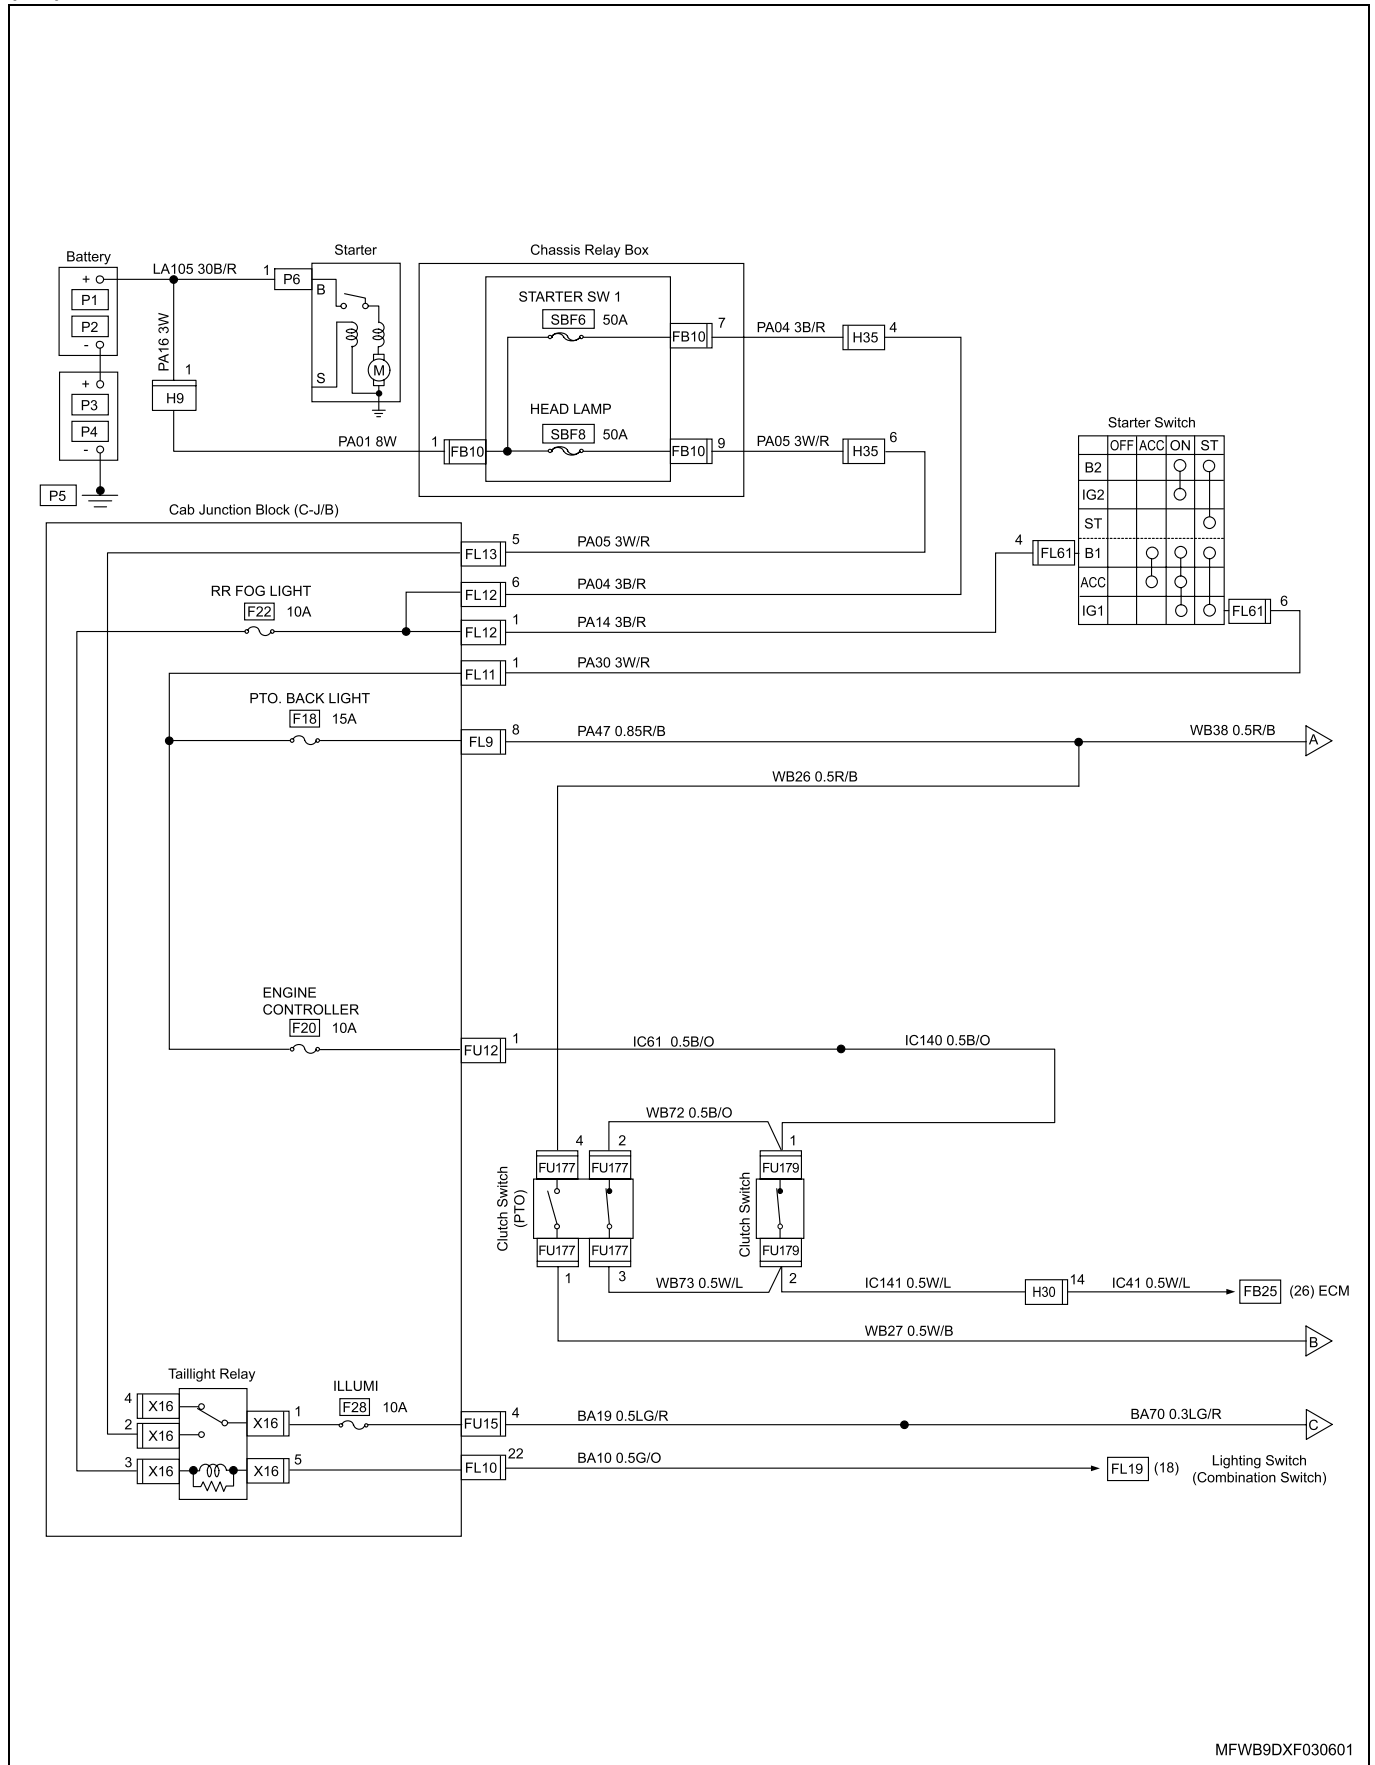 Battery
Starter
Chassis Relay Box
LA105 30B/R
1
P6
B
+
P1
P2
-
PA16 3W
STARTER SW 1
SBF6 50A
FB10
7
PA04 3B/R
H35
4
+
P3
P4
-
1
H9
S
M
HEAD LAMP
SBF8 50A
PA01 8W
1
FB10
FB10
9
PA05 3W/R
H35
6
P5
Starter Switch
OFF ACC ON ST
B2
IG2
ST
B1
ACC
IG1
4
FL61
FL61
6
Cab Junction Block (C-J/B)
FL13
5
PA05 3W/R
RR FOG LIGHT
F22 10A
FL12
6
PA04 3B/R
FL12
1
PA14 3B/R
FL11
1
PA30 3W/R
PTO. BACK LIGHT
F18 15A
FL9
8
PA47 0.85R/B
WB38 0.5R/B
A
WB26 0.5R/B
ENGINE
CONTROLLER
F20 10A
FU12
1
IC61 0.5B/O
IC140 0.5B/O
WB72 0.5B/O
4
2
1
FU177
FU177
FU179
Clutch Switch
(PTO)
Clutch Switch
FU177
FU177
FU179
1
3
2
WB73 0.5W/L
IC141 0.5W/L
H30
14
IC41 0.5W/L
FB25 (26) ECM
WB27 0.5W/B
B
Taillight Relay
ILLUMI
F28 10A
4
X16
2
X16
X16
1
FU15
4
BA19 0.5LG/R
BA70 0.3LG/R
C
3
X16
X16
5
FL10
22
BA10 0.5G/O
FL19 (18)
Lighting Switch
(Combination Switch)
MFWB9DXF030601